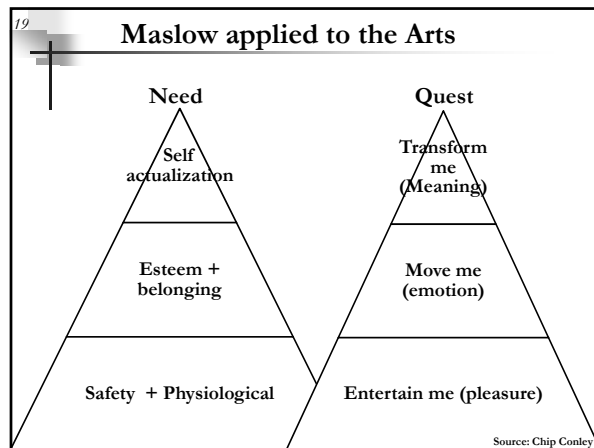 19
Maslow applied to the Arts
Need
Self
actualization
Esteem +
belonging
Safety + Physiological
Quest
Transform
me
(Meaning)
Move me
(emotion)
Entertain me (pleasure)
Source: Chip Conley